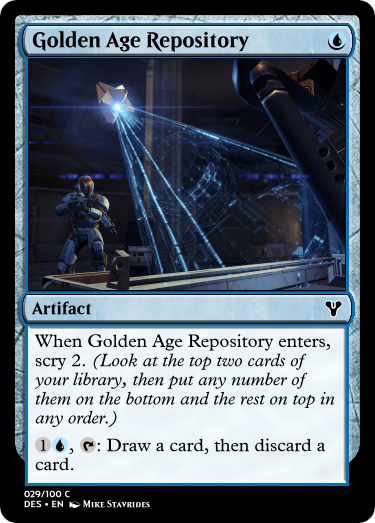 Golden Age Repository
Artifact
When Golden Age Repository enters,
scry 2. (Look at the top two cards of
your library, then put any number of
them on the bottom and the rest on top in
any order.)
1, : Draw a card, then discard a
card.
029/100 C
DES • EN Mike Stavrides